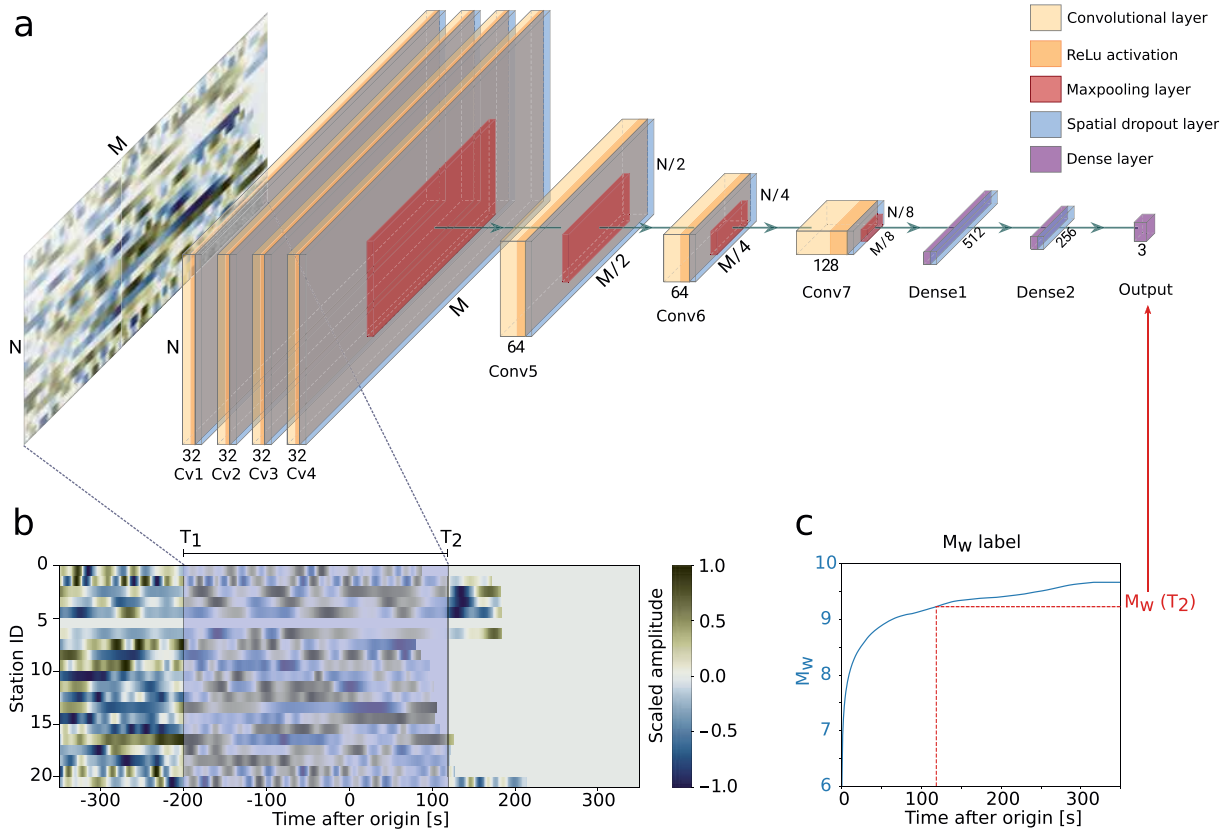 a
Convolutional layer
ReLu activation
Maxpooling layer
Spatial dropout layer
Dense layer
M
N
N
M
32 32 32 32
Cv1 Cv2 Cv3 Cv4
N/2
M/2
64
Conv5
N/4
M/4
64
Conv6
N/8
M/8
128
Conv7
512
Dense1
256
Dense2
3
Output
b
T1
T2
0
5
10
15
20
Station ID
-300 -200 -100 0 100 200 300
Time after origin [s]
1.0
0.5
0.0
−0.5
−1.0
Scaled amplitude
c
Mw label
10
9
8
7
6
Mw
0 100 200 300
Time after origin [s]
Mw (T2)